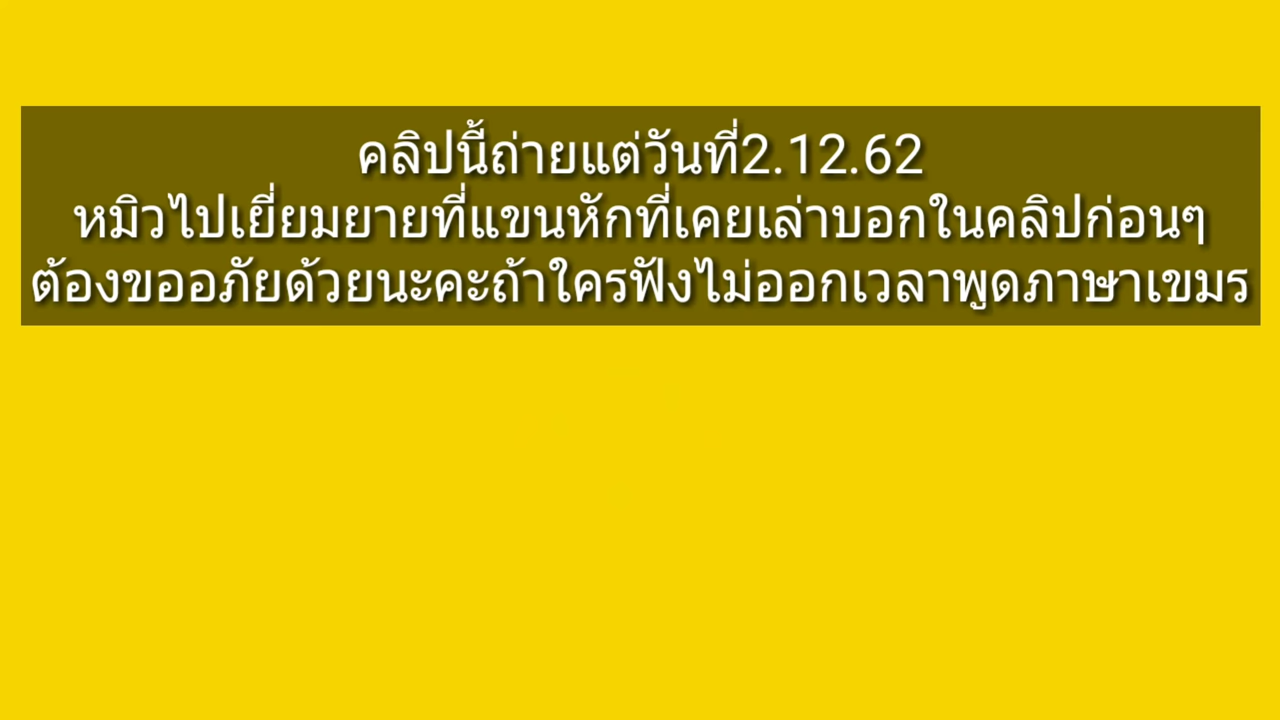 คลิปนี้ถ่ายแต่วันที่2.12.62
หมิวไปเยี่ยมยายที่แขนหักที่เคยเล่าบอกในคลิปก่อนๆ
ต้องขออภัยด้วยนะคะถ้าใครฟังไม่ออกเวลาพูดภาษาเขมร